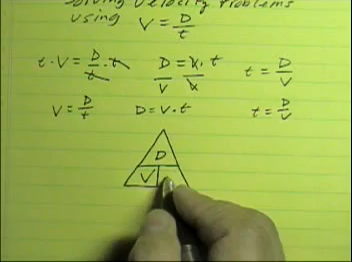 Solving Velocity Problems
using V = D/t
t · V = D/t · t D/V = V · t/V t = D/V
V = D/t D = V · t t = D/V
D
V